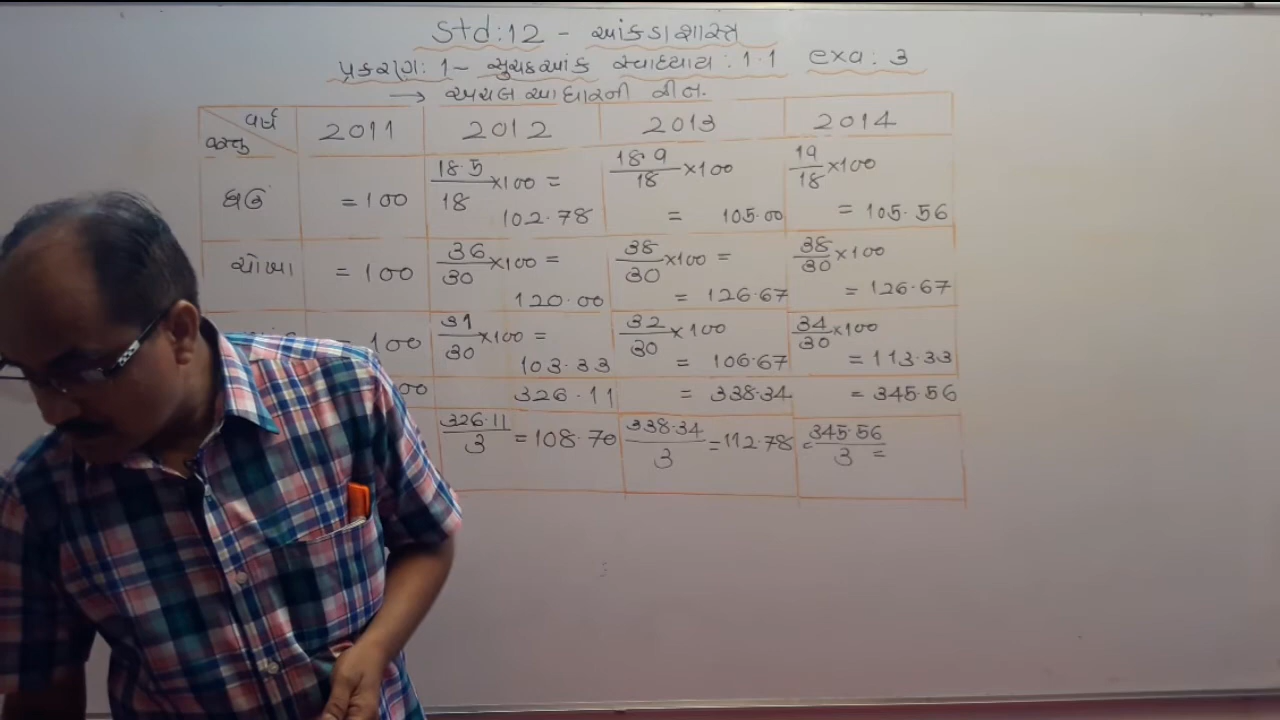 Std:12 - આંકડાશાસ્ત્ર
પ્રકરણ: 1 - સુચકઆંક સ્વાધ્યાય: 1.1 exa: 3
→ અચલ આધારની રીત.
વર્ષ 2011 2012 2013 2014
વસ્તુ
ઘઉં = 100 18.5/18 ×100 = 102.78 18.9/18 ×100 = 105.00 19/18 ×100 = 105.56
ચોખા = 100 36/30 ×100 = 120.00 38/30 ×100 = 126.67 38/30 ×100 = 126.67
= 100 31/30 ×100 = 103.33 32/30 ×100 = 106.67 34/30 ×100 = 113.33
00 326.11 = 338.34 = 345.56
326.11/3 = 108.70 338.34/3 = 112.78 = 345.56/3 =